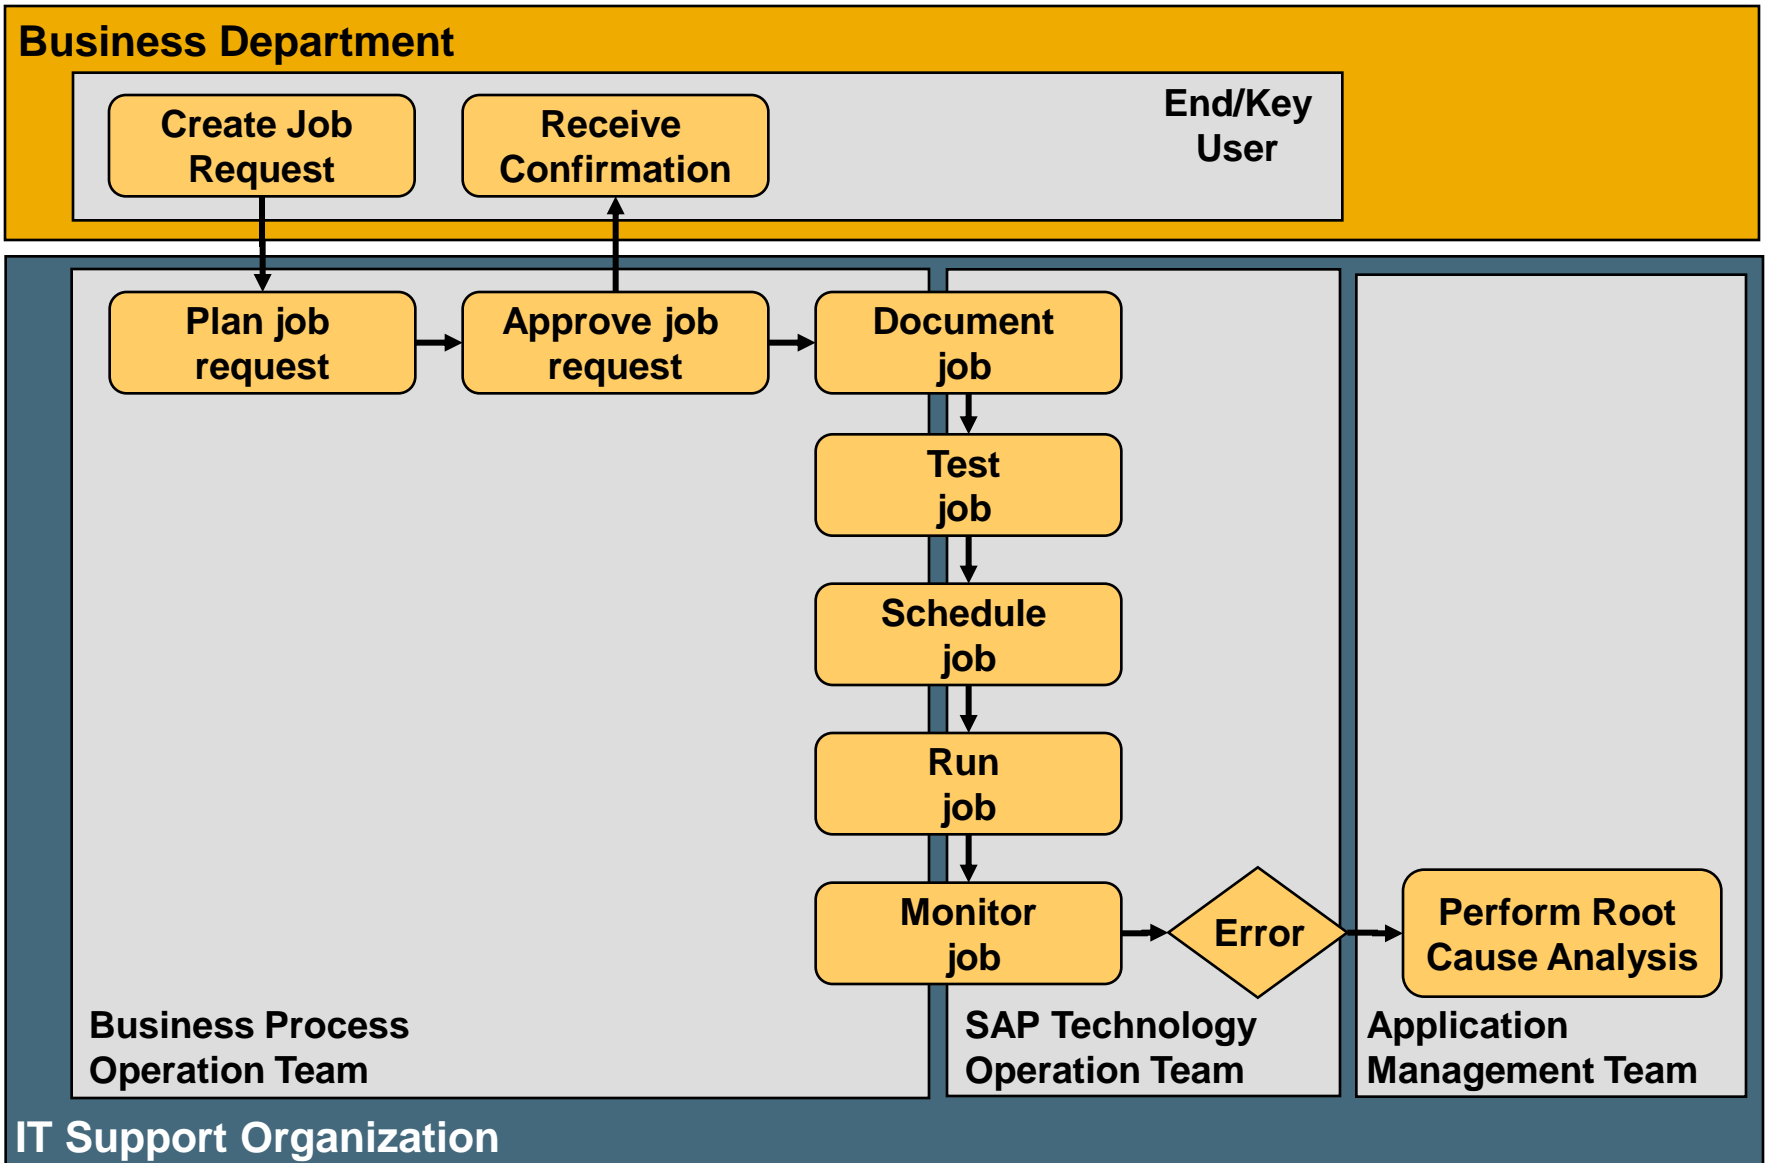 Business Department
End/Key
User
Create Job
Request
Receive
Confirmation
Plan job
request
Approve job
request
Document
job
Test
job
Schedule
job
Run
job
Monitor
job
Error
Perform Root
Cause Analysis
Business Process
Operation Team
SAP Technology
Operation Team
Application
Management Team
IT Support Organization